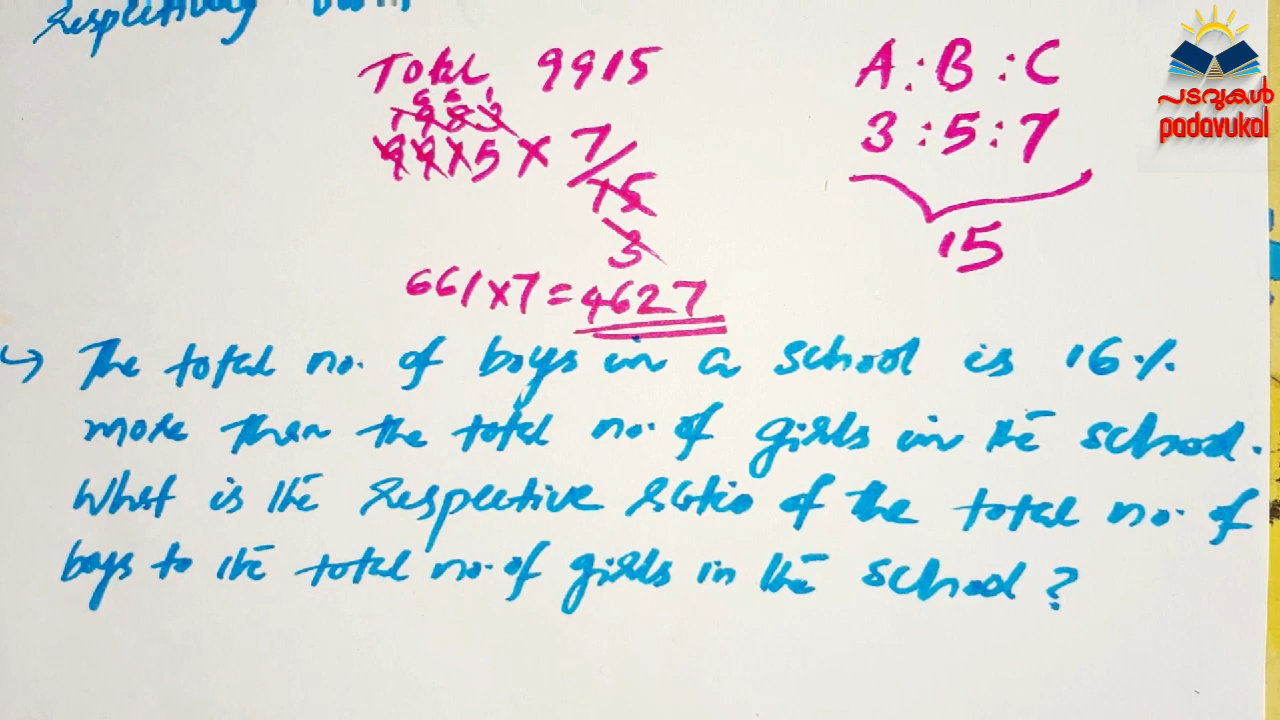 Respectively
Total 9915
A : B : C
3 : 5 : 7
15
9915 × 7/15
3
661×7=4627
പടവുകൾ
padavukal
→ The total no. of boys in a school is 16%
more than the total no. of girls in the school.
What is the respective ratio of the total no. of
boys to the total no. of girls in the school?